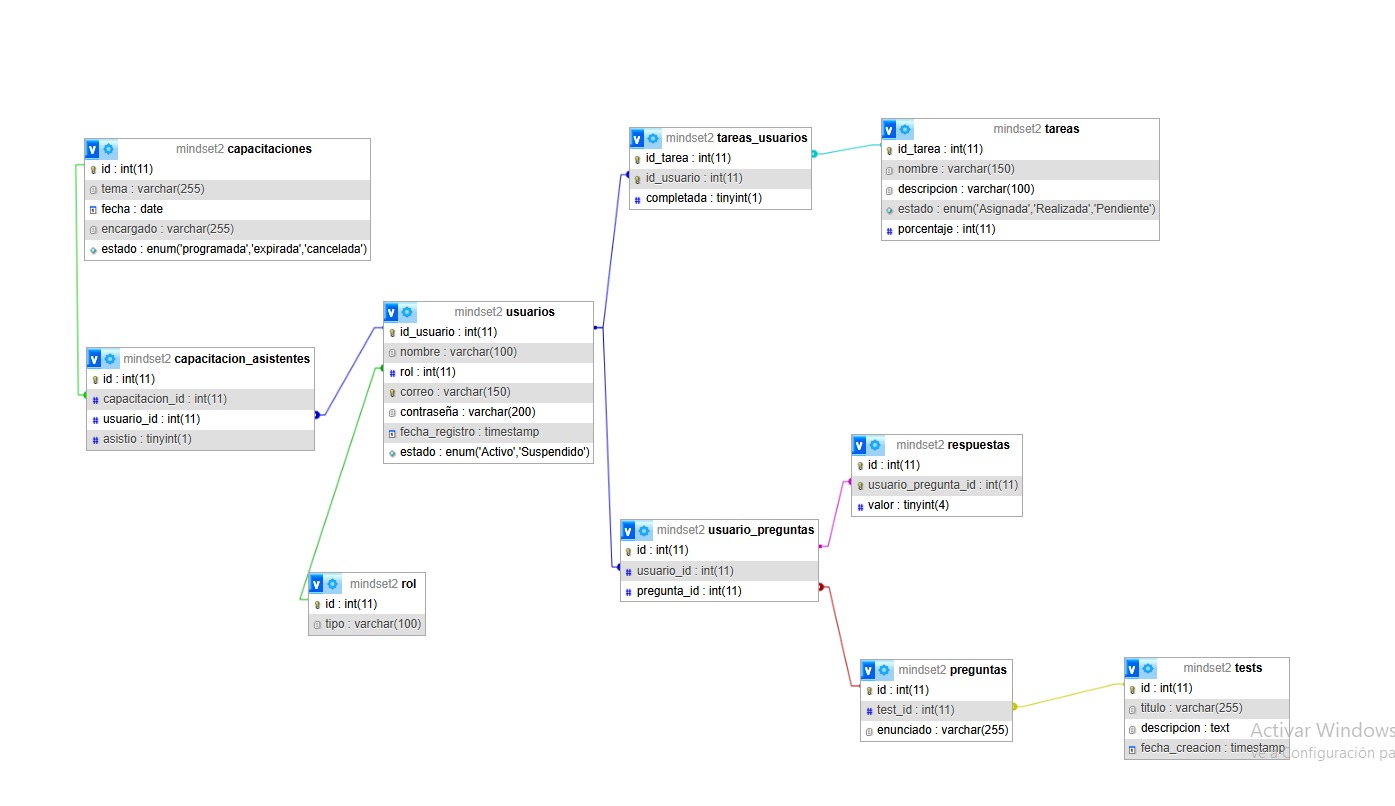 mindset2 capacitaciones
id : int(11)
tema : varchar(255)
fecha : date
encargado : varchar(255)
estado : enum('programada','expirada','cancelada')
mindset2 tareas_usuarios
id_tarea : int(11)
id_usuario : int(11)
completada : tinyint(1)
mindset2 tareas
id_tarea : int(11)
nombre : varchar(150)
descripcion : varchar(100)
estado : enum('Asignada','Realizada','Pendiente')
porcentaje : int(11)
mindset2 usuarios
id_usuario : int(11)
nombre : varchar(100)
rol : int(11)
correo : varchar(150)
contraseña : varchar(200)
fecha_registro : timestamp
estado : enum('Activo','Suspendido')
mindset2 capacitacion_asistentes
id : int(11)
capacitacion_id : int(11)
usuario_id : int(11)
asistio : tinyint(1)
mindset2 respuestas
id : int(11)
usuario_pregunta_id : int(11)
valor : tinyint(4)
mindset2 usuario_preguntas
id : int(11)
usuario_id : int(11)
pregunta_id : int(11)
mindset2 rol
id : int(11)
tipo : varchar(100)
mindset2 preguntas
id : int(11)
test_id : int(11)
enunciado : varchar(255)
mindset2 tests
id : int(11)
titulo : varchar(255)
descripcion : text
fecha_creacion : timestamp
Activar Windows
Ve a Configuración pa